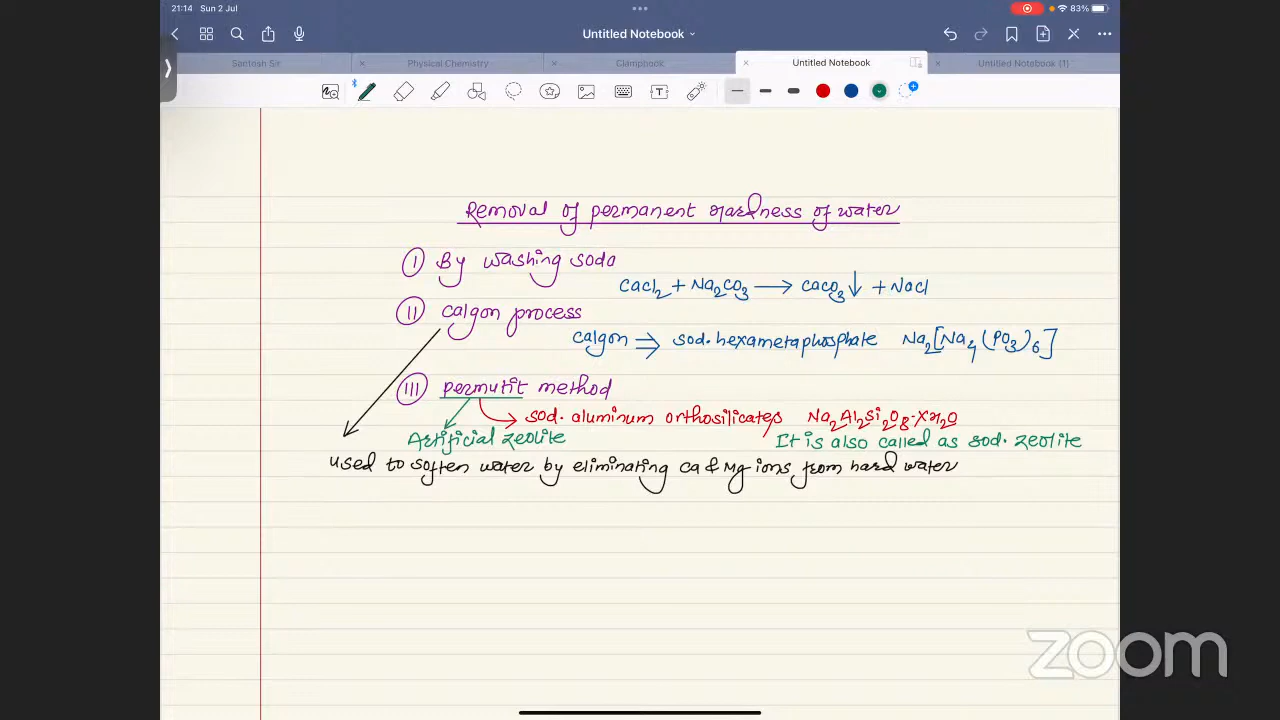 21:14 Sun 2 Jul
83%
Untitled Notebook
Santosh Sir
Physical Chemistry
Clampbook
Untitled Notebook
Untitled Notebook (1)
Removal of permanent Hardness of water
I By washing soda
CaCl2 + Na2CO3 → CaCO3↓ + NaCl
II Calgon process
Calgon ⇒ sod. hexametaphosphate Na2[Na4(PO3)6]
III permutit method
sod. aluminum orthosilicates Na2Al2Si2O8.XH2O
Artificial zeolite
It is also called as sod. zeolite
used to soften water by eliminating Ca & Mg ions from hard water
zoom